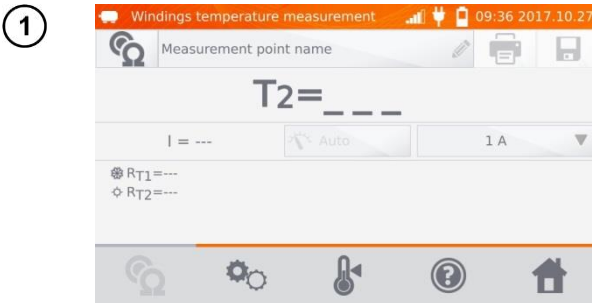 1
Windings temperature measurement 09:36 2017.10.27
Measurement point name
T2=_ _ _
I = --- Auto 1 A
RT1=---
RT2=---